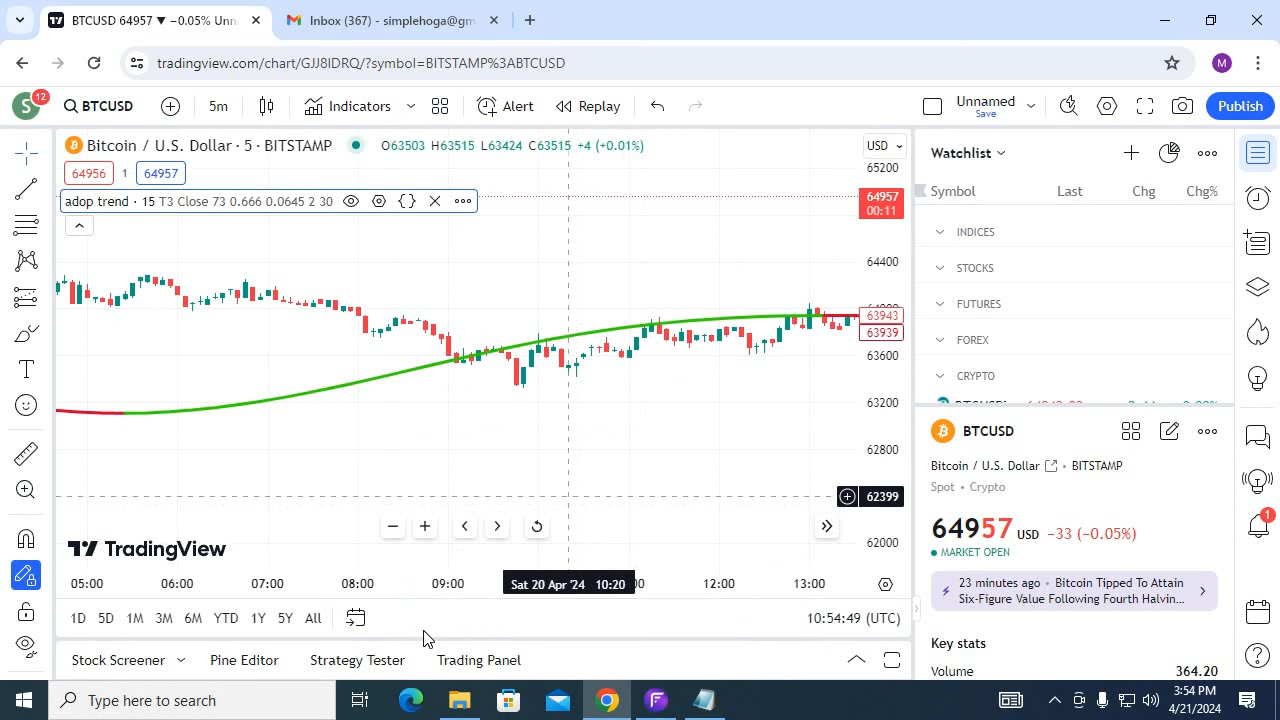 BTCUSD 64957 ▼ −0.05% Unn
Inbox (367) - simplehoga@gm
tradingview.com/chart/GJJ8IDRQ/?symbol=BITSTAMP%3ABTCUSD
M
S
12
BTCUSD
5m
Indicators
Alert
Replay
Unnamed
Save
Publish
Bitcoin / U.S. Dollar · 5 · BITSTAMP
O63503 H63515 L63424 C63515 +4 (+0.01%)
USD
64956
1
64957
adop trend · 15 T3 Close 73 0.666 0.0645 2 30
65200
64957
00:11
64400
63943
63939
63600
63200
62800
62399
62000
TradingView
05:00
06:00
07:00
08:00
09:00
Sat 20 Apr '24 10:20
12:00
13:00
1D
5D
1M
3M
6M
YTD
1Y
5Y
All
10:54:49 (UTC)
Stock Screener
Pine Editor
Strategy Tester
Trading Panel
Watchlist
Symbol
Last
Chg
Chg%
INDICES
STOCKS
FUTURES
FOREX
CRYPTO
BTCUSD
Bitcoin / U.S. Dollar • BITSTAMP
Spot • Crypto
64957 USD −33 (−0.05%)
MARKET OPEN
23 minutes ago • Bitcoin Tipped To Attain
Six-Figure Value Following Fourth Halvin...
Key stats
Volume
364.20
1
Type here to search
3:54 PM
4/21/2024